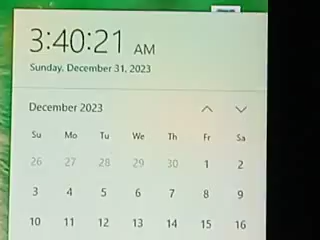 3:40:21 AM
Sunday, December 31, 2023
December 2023
Su Mo Tu We Th Fr Sa
26 27 28 29 30 1 2
3 4 5 6 7 8 9
10 11 12 13 14 15 16